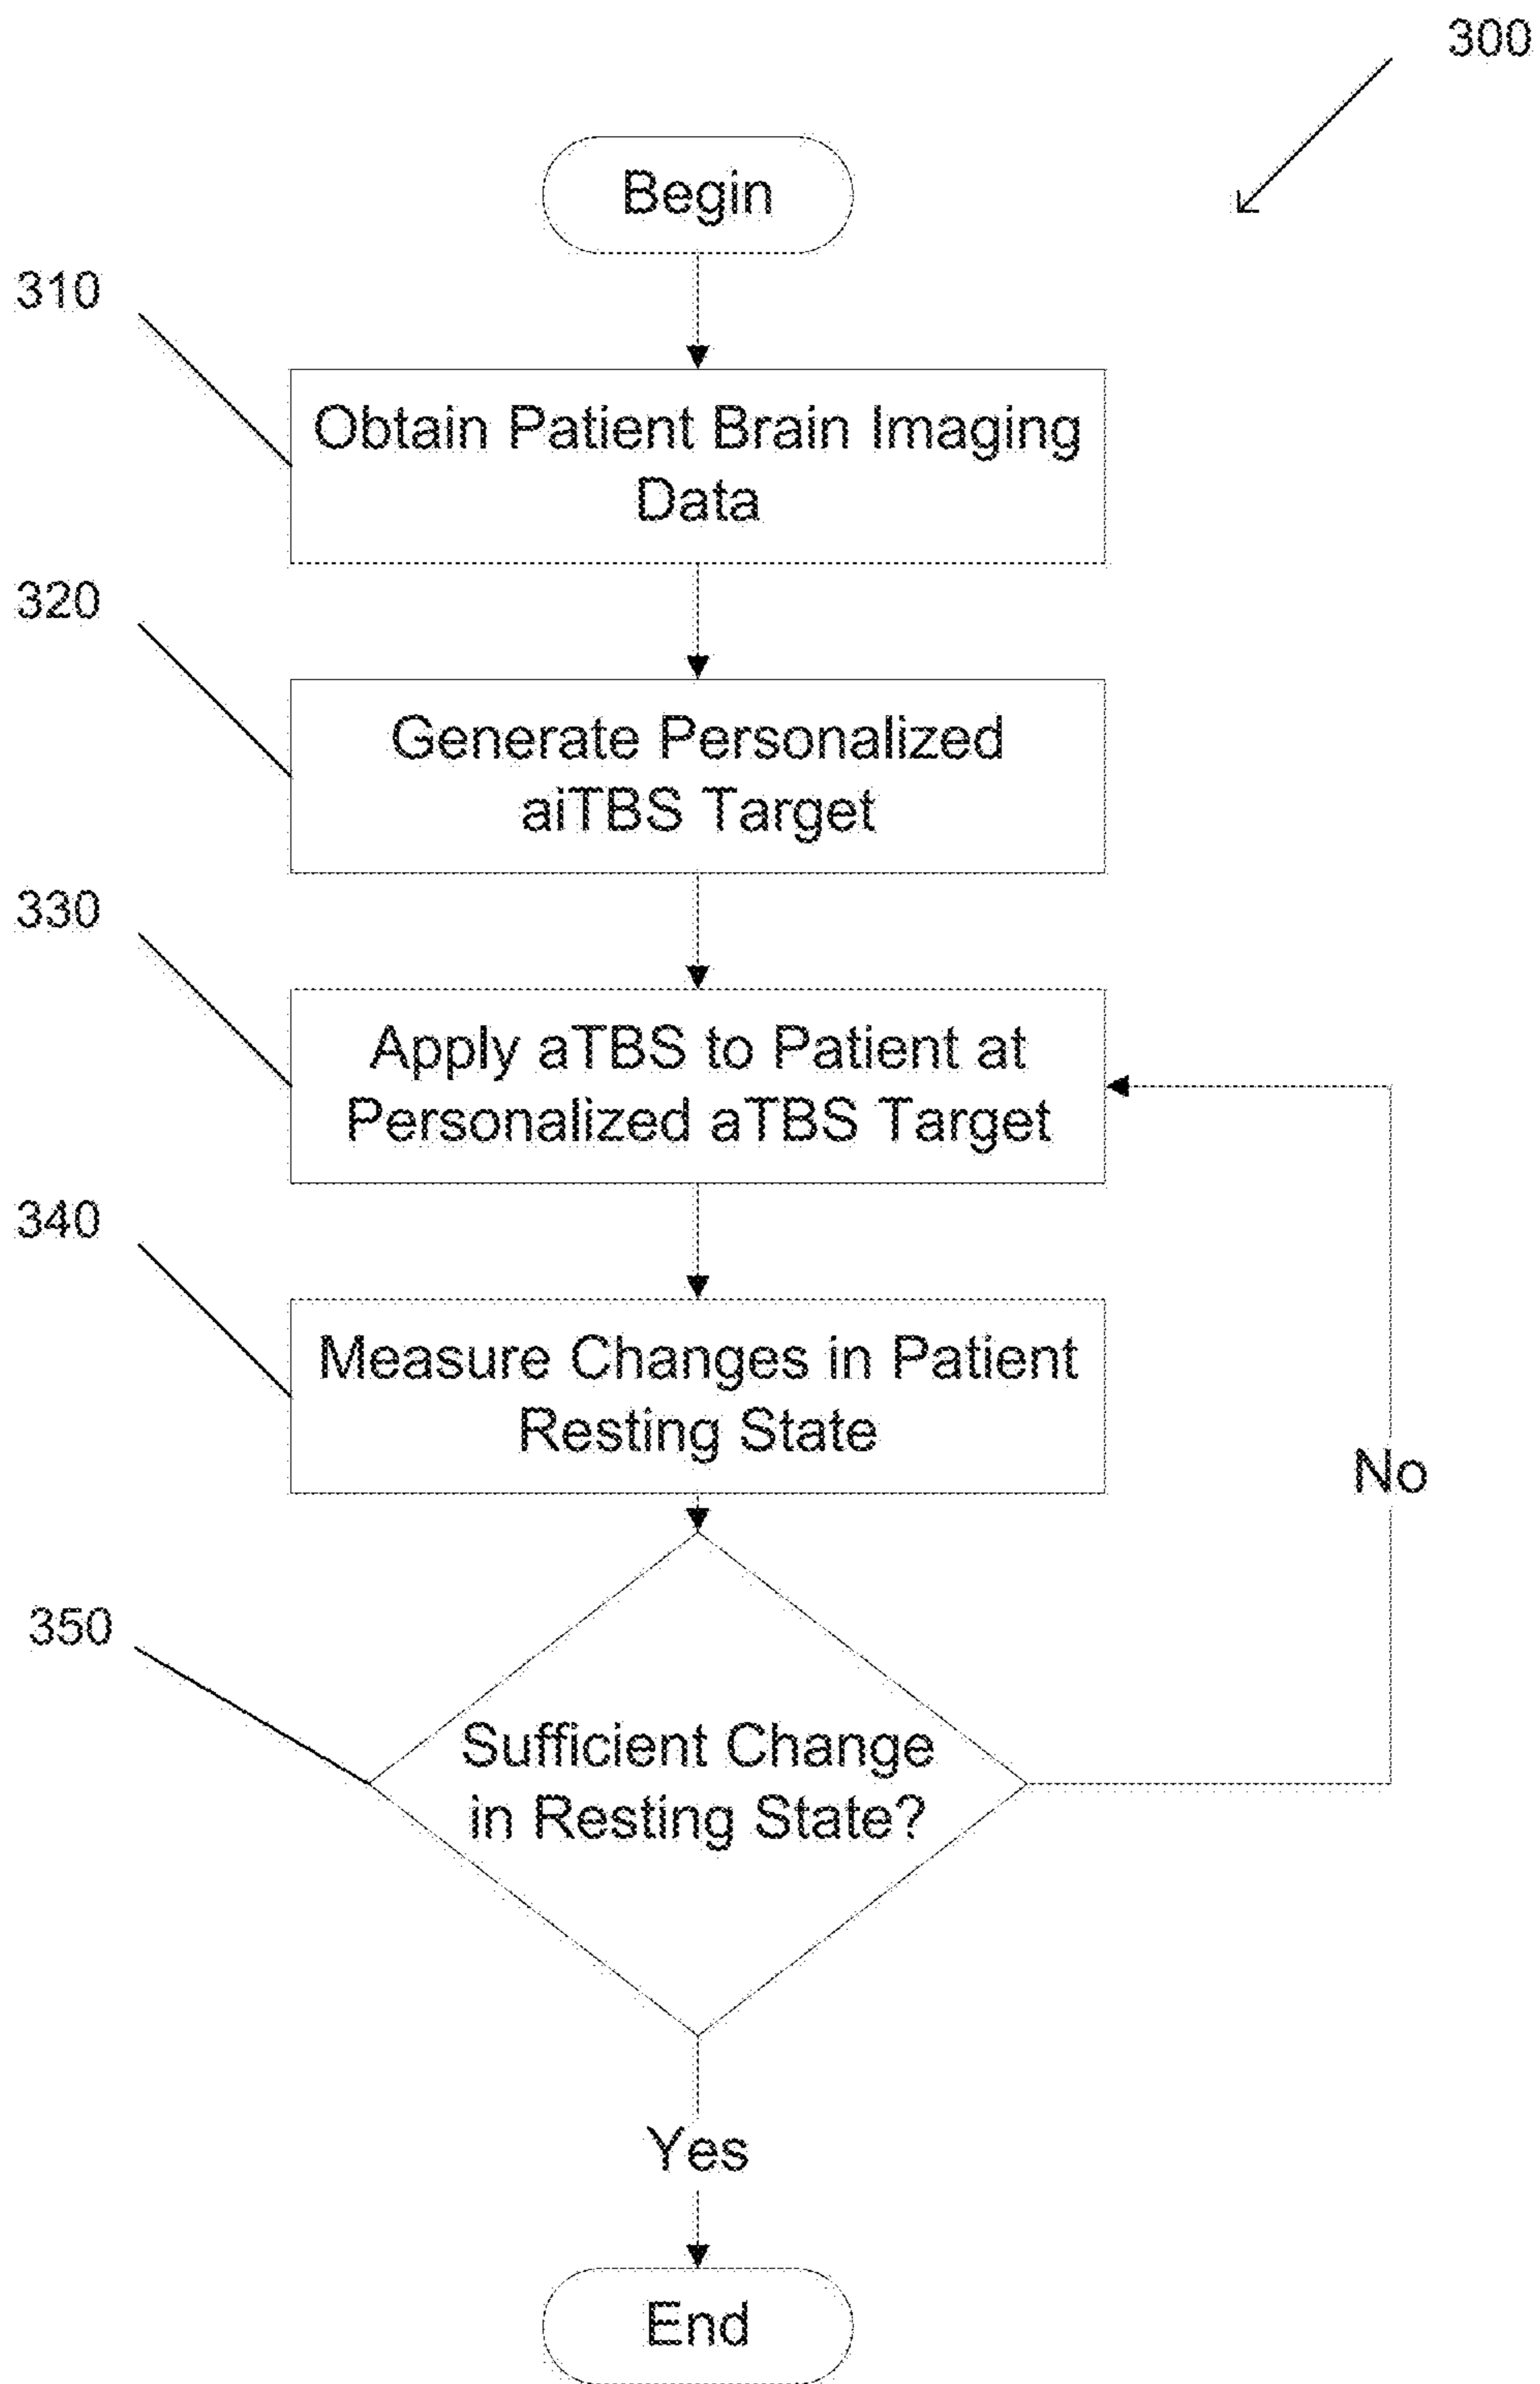 300
Begin
310
Obtain Patient Brain Imaging
Data
320
Generate Personalized
aiTBS Target
330
Apply aTBS to Patient at
Personalized aTBS Target
340
Measure Changes in Patient
Resting State
No
350
Sufficient Change
in Resting State?
Yes
End